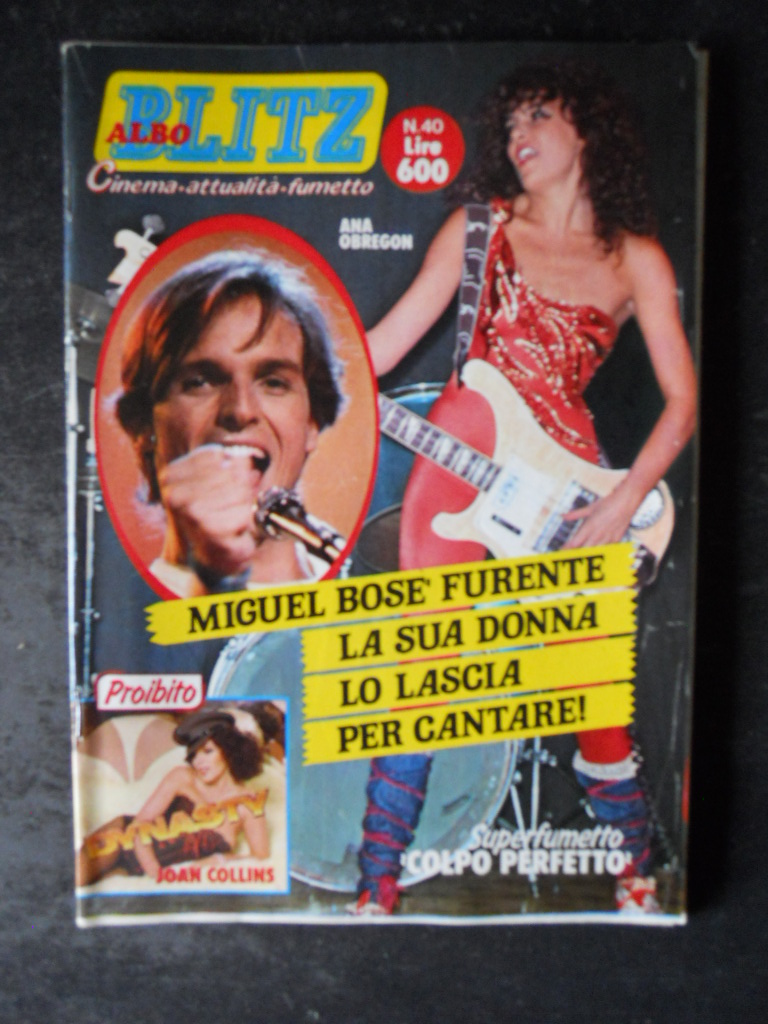 ALBO BLITZ
Cinema·attualità·fumetto
N.40
Lire
600
ANA
OBREGON
MIGUEL BOSE' FURENTE
LA SUA DONNA
LO LASCIA
PER CANTARE!
Proibito
DYNASTY
JOAN COLLINS
Superfumetto
"COLPO PERFETTO"